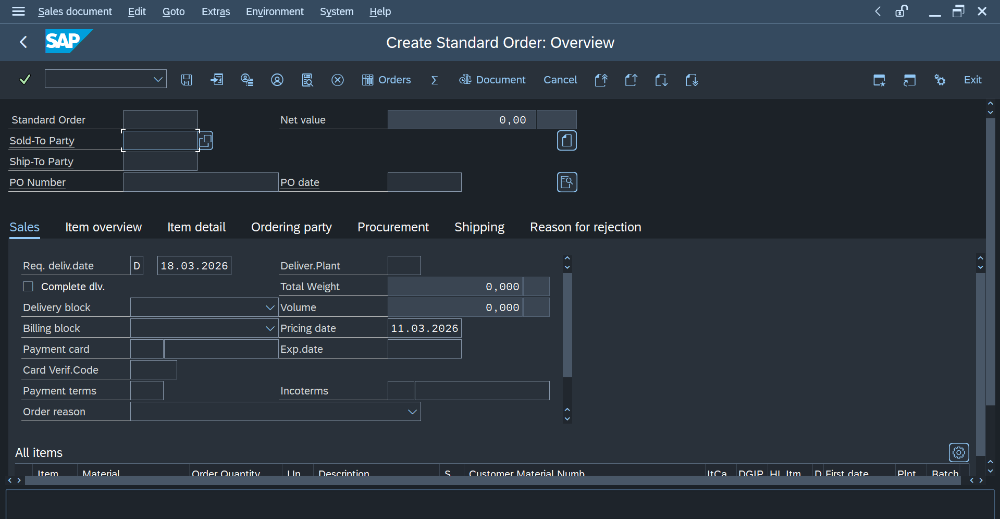 Sales document Edit Goto Extras Environment System Help
SAP
Create Standard Order: Overview
Orders Σ Document Cancel Exit
Standard Order Net value 0,00
Sold-To Party
Ship-To Party
PO Number PO date
Sales Item overview Item detail Ordering party Procurement Shipping Reason for rejection
Req. deliv.date D 18.03.2026 Deliver.Plant
Complete dlv. Total Weight 0,000
Delivery block Volume 0,000
Billing block Pricing date 11.03.2026
Payment card Exp.date
Card Verif.Code
Payment terms Incoterms
Order reason
All items
Item Material Order Quantity Un Description S Customer Material Numb ItCa DGIP HL Itm D First date Plnt Batch